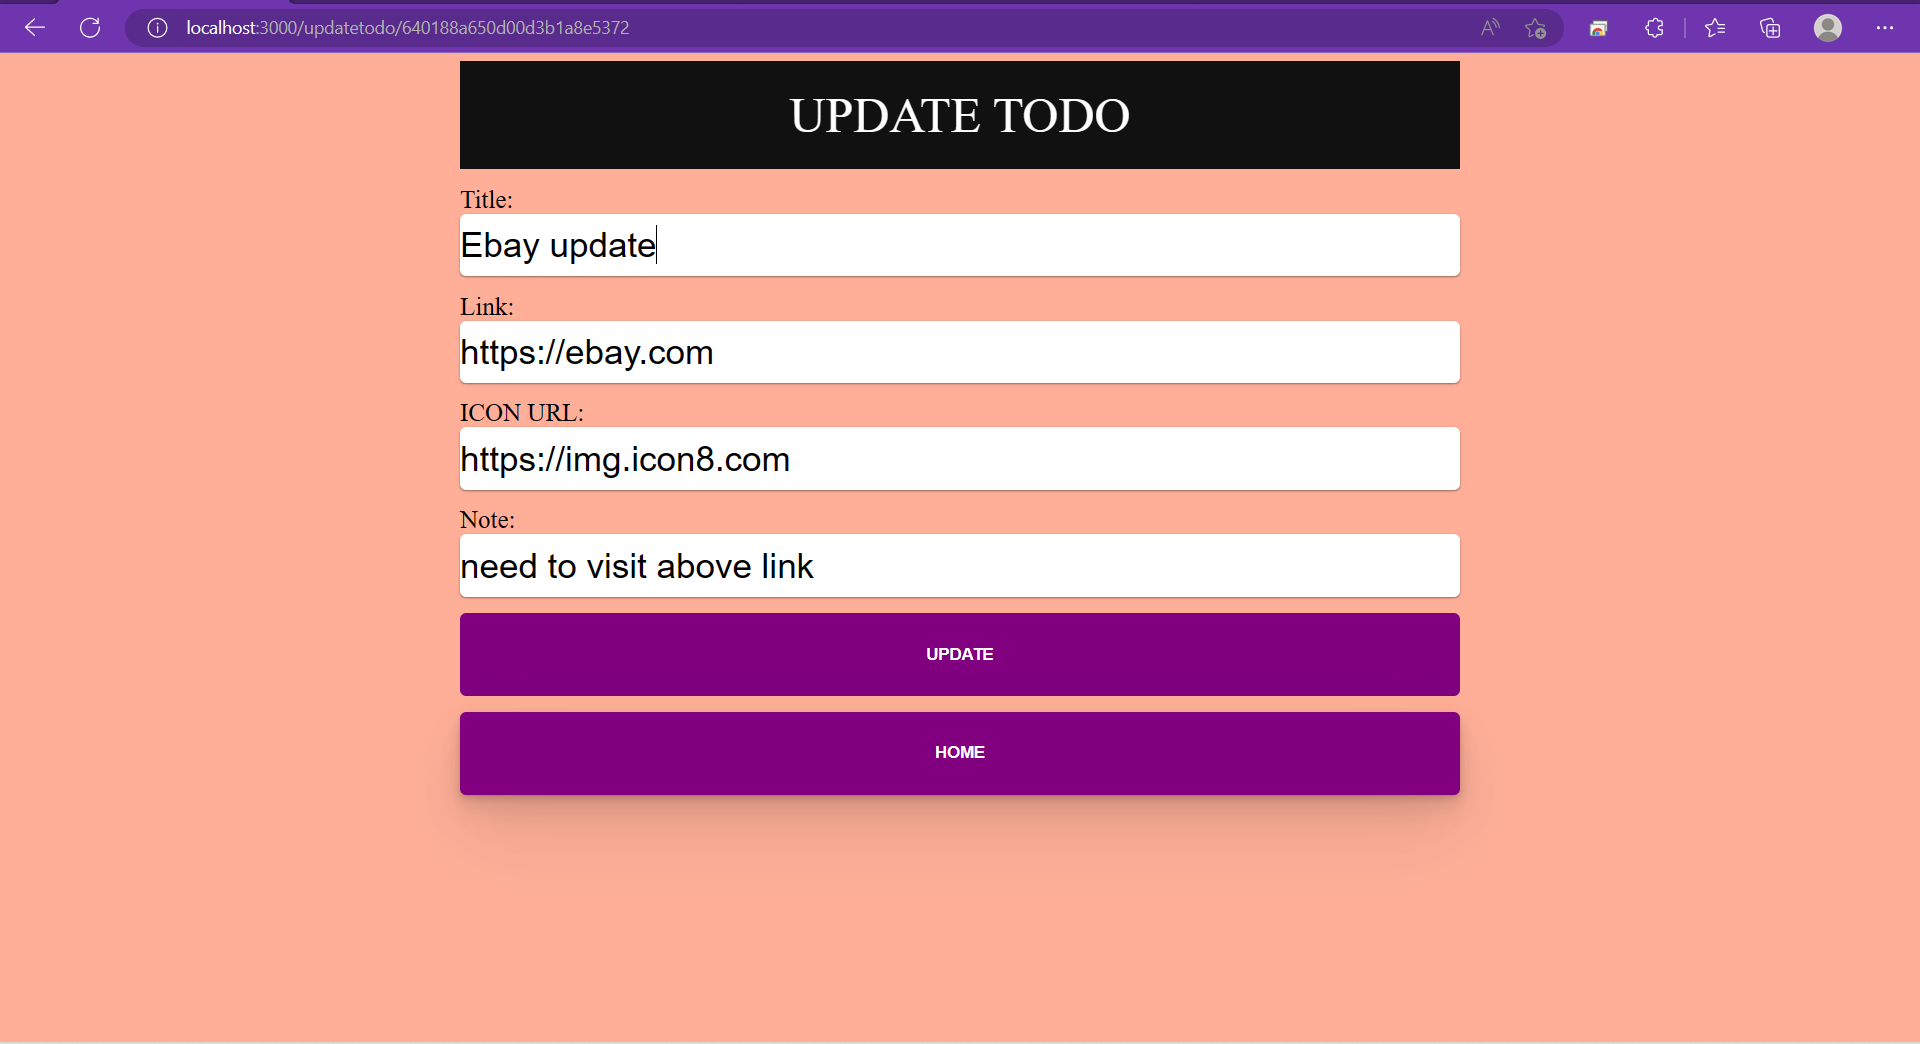 localhost:3000/updatetodo/640188a650d00d3b1a8e5372
UPDATE TODO
Title:
Ebay update
Link:
https://ebay.com
ICON URL:
https://img.icon8.com
Note:
need to visit above link
UPDATE
HOME